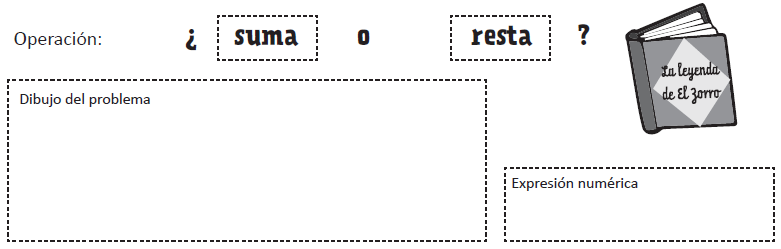 Operación: ¿ suma o resta ?
La leyenda
de El Zorro
Dibujo del problema
Expresión numérica